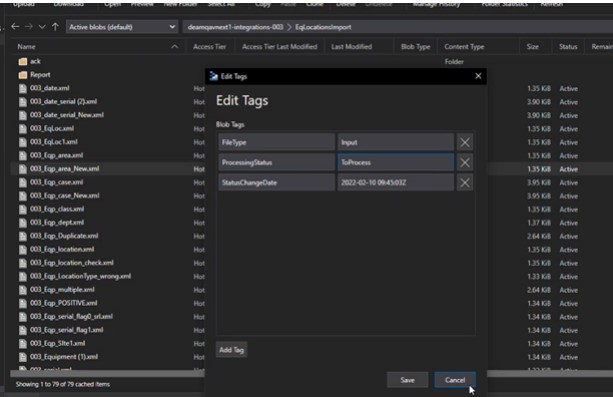 Upload Download Open Preview New Folder Select All Copy Paste Clone Delete Undelete Manage History Folder Statistics Refresh
Active blobs (default) deamqavnext1-integrations-003 > EqLocationsImport
Name Access Tier Access Tier Last Modified Last Modified Blob Type Content Type Size Status Remain
ack Folder
Report
003_date.xml Hot 1.35 KiB Active
003_date_serial (2).xml Hot 3.90 KiB Active
003_date_serial_New.xml Hot 3.90 KiB Active
003_EqLoc.xml Hot 1.35 KiB Active
003_EqLoc1.xml Hot 1.35 KiB Active
003_Eqp_area.xml Hot 1.35 KiB Active
003_Eqp_area_New.xml Hot 1.35 KiB Active
003_Eqp_case.xml Hot 3.95 KiB Active
003_Eqp_case_New.xml Hot 3.95 KiB Active
003_Eqp_class.xml Hot 1.35 KiB Active
003_Eqp_dept.xml Hot 1.37 KiB Active
003_Eqp_Duplicate.xml Hot 2.64 KiB Active
003_Eqp_location.xml Hot 1.35 KiB Active
003_Eqp_location_check.xml Hot 1.35 KiB Active
003_Eqp_LocationType_wrong.xml Hot 1.33 KiB Active
003_Eqp_multiple.xml Hot 2.64 KiB Active
003_Eqp_POSITIVE.xml Hot 1.34 KiB Active
003_Eqp_serial_flag0_srl.xml Hot 1.34 KiB Active
003_Eqp_serial_flag1.xml Hot 1.34 KiB Active
003_Eqp_SIte1.xml Hot 1.34 KiB Active
003_Equipment (1).xml Hot 1.34 KiB Active
Showing 1 to 79 of 79 cached items
Edit Tags
Edit Tags
Blob Tags
FileType Input
ProcessingStatus ToProcess
StatusChangeDate 2022-02-10 09:45:03Z
Add Tag
Save Cancel